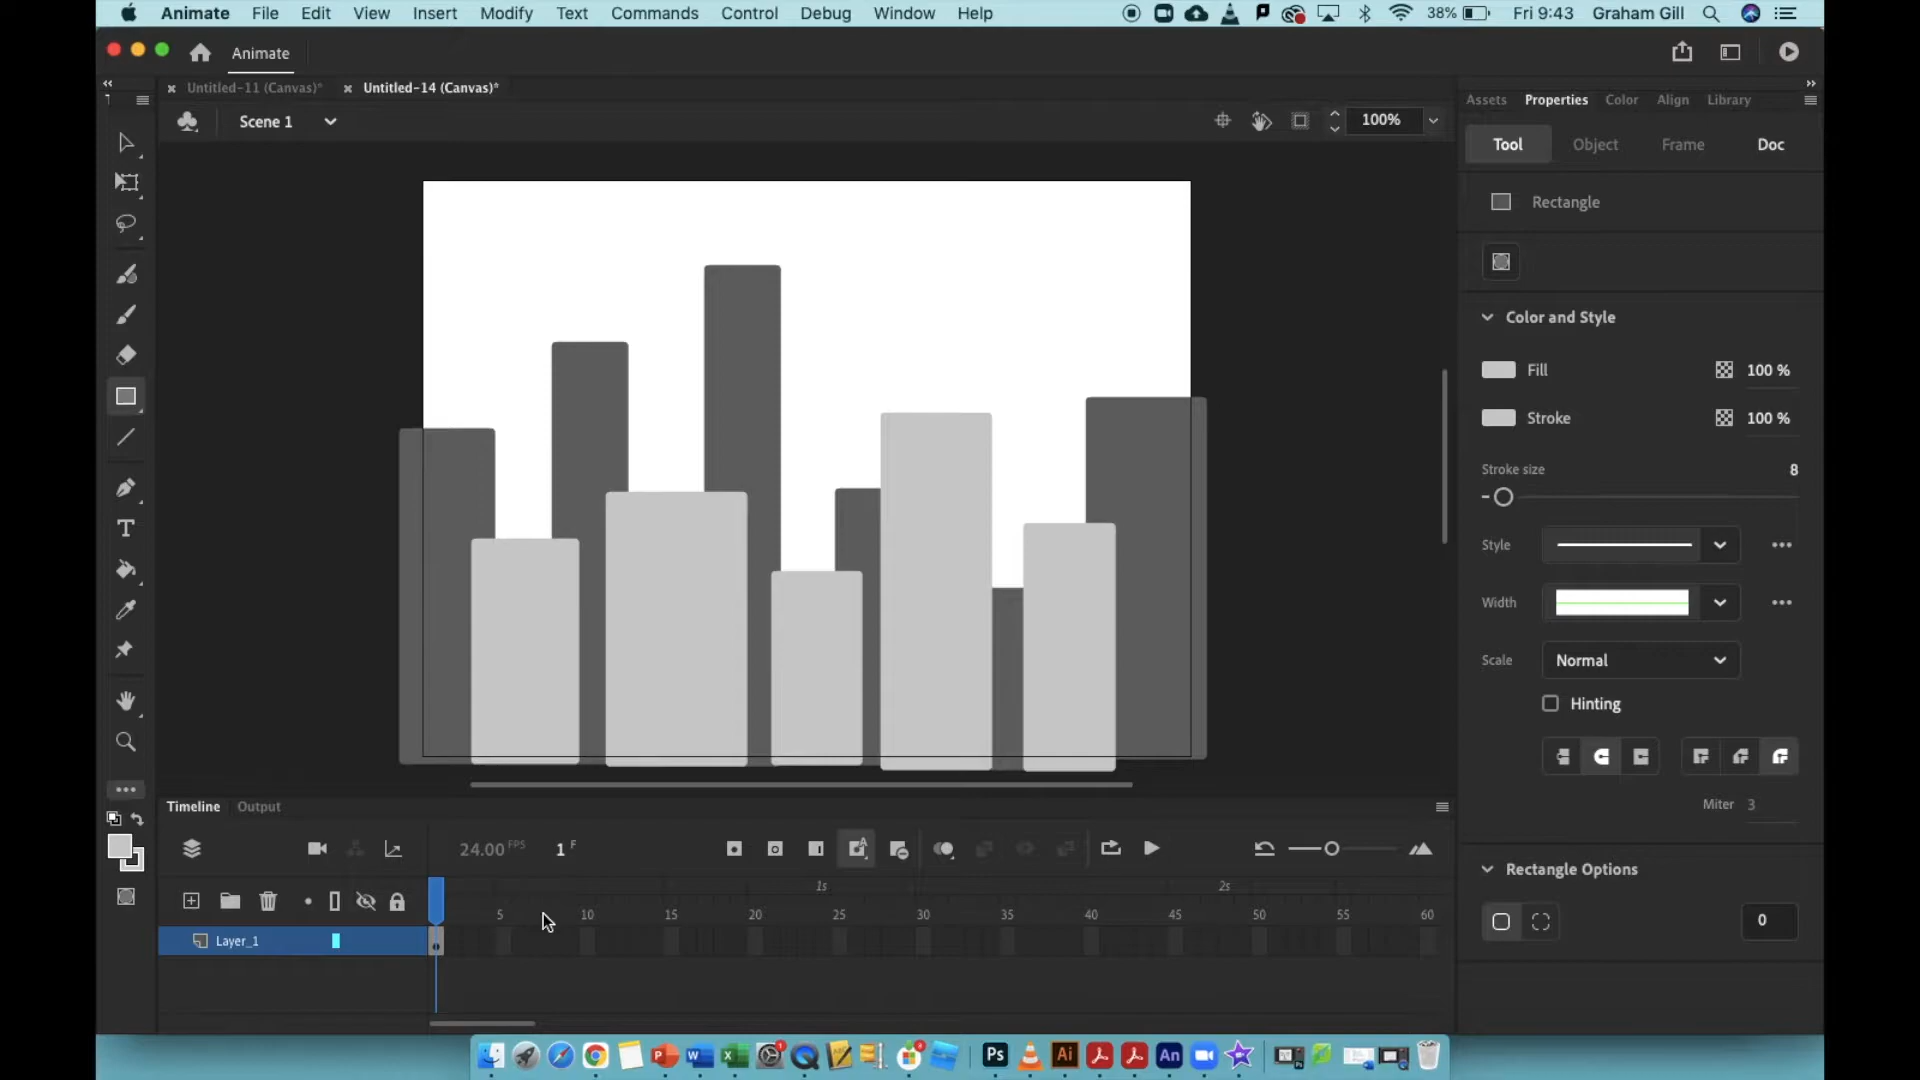 Animate File Edit View Insert Modify Text Commands Control Debug Window Help 38% Fri 9:43 Graham Gill
Animate
Untitled-11 (Canvas)* Untitled-14 (Canvas)*
Assets Properties Color Align Library
Scene 1 100%
Tool Object Frame Doc
Rectangle
Color and Style
Fill 100 %
Stroke 100 %
Stroke size 8
Style
Width
Scale Normal
Hinting
Miter 3
Rectangle Options
0
Timeline Output
24.00 FPS 1 F
1s 2s
5 10 15 20 25 30 35 40 45 50 55 60
Layer_1
Ps Ai An